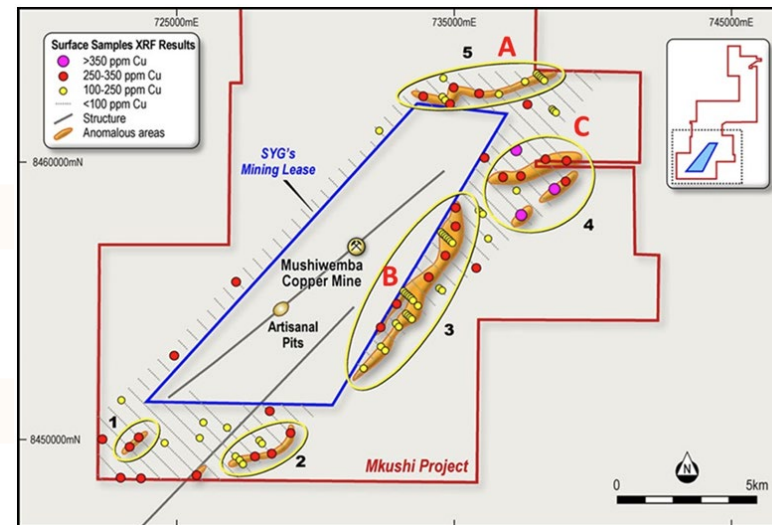 725000mE
735000mE
745000mE
Surface Samples XRF Results
>350 ppm Cu
250-350 ppm Cu
100-250 ppm Cu
<100 ppm Cu
Structure
Anomalous areas
5
A
C
8460000mN
SYG's
Mining Lease
4
Mushiwemba
Copper Mine
B
Artisanal
Pits
3
1
8450000mN
2
Mkushi Project
N
0
5km